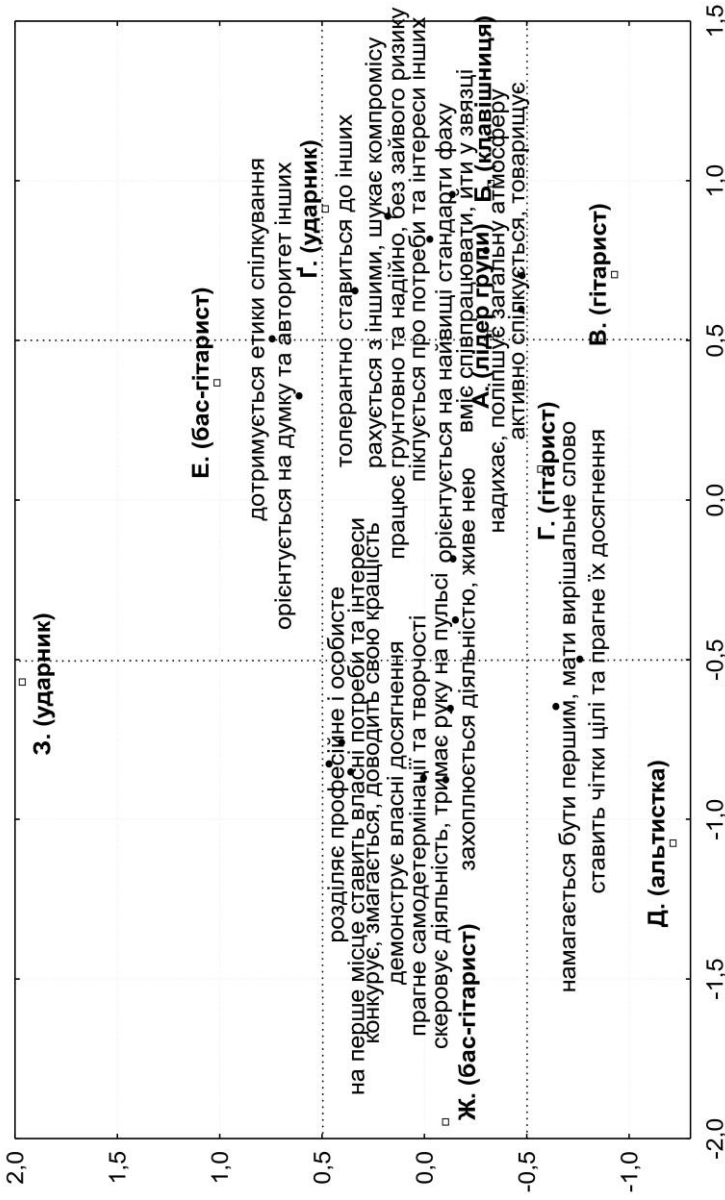 2,0
1,5
1,0
0,5
0,0
-0,5
-1,0
-2,0
-1,5
-1,0
-0,5
0,0
0,5
1,0
1,5
З. (ударник)
Е. (бас-гітарист)
дотримується етики спілкування
орієнтується на думку та авторитет інших
Ґ. (ударник)
розділяє професійне і особисте
толерантно ставиться до інших
на перше місце ставить власні потреби та інтереси
рахується з іншими, шукає компромісу
конкурує, змагається, доводить свою кращість
працює грунтовно та надійно, без зайвого ризику
демонструє власні досягнення
піклується про потреби та інтереси інших
прагне самодетермінації та творчості
скеровує діяльність, тримає руку на пульсі
орієнтується на найвищі стандарти фаху
захоплюється діяльністю, живе нею
вміє співпрацювати, йти у звязці
А. (лідер групи)
Б. (клавішниця)
надихає, поліпшує загальну атмосферу
активно спілкується, товарищує
Ж. (бас-гітарист)
Г. (гітарист)
В. (гітарист)
намагається бути першим, мати вирішальне слово
ставить чітки цілі та прагне їх досягнення
Д. (альтистка)